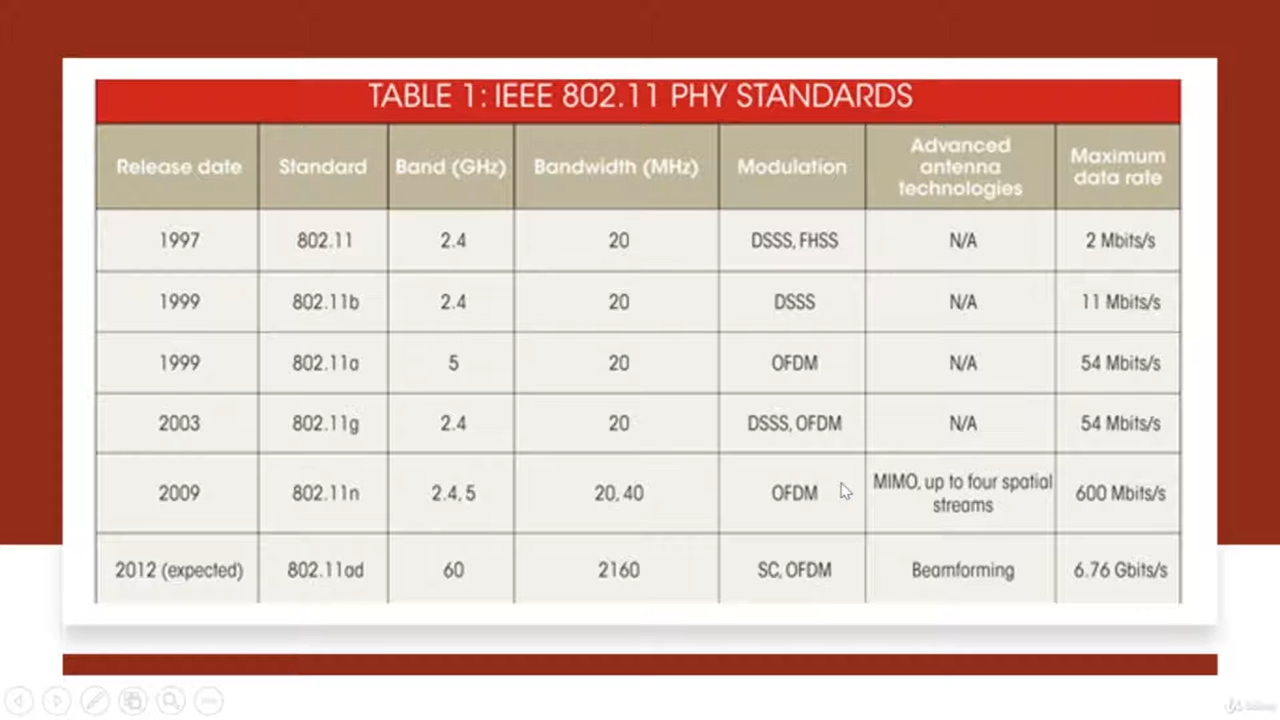 TABLE 1: IEEE 802.11 PHY STANDARDS
Release date Standard Band (GHz) Bandwidth (MHz) Modulation Advanced antenna technologies Maximum data rate
1997 802.11 2.4 20 DSSS, FHSS N/A 2 Mbits/s
1999 802.11b 2.4 20 DSSS N/A 11 Mbits/s
1999 802.11a 5 20 OFDM N/A 54 Mbits/s
2003 802.11g 2.4 20 DSSS, OFDM N/A 54 Mbits/s
2009 802.11n 2.4, 5 20, 40 OFDM MIMO, up to four spatial streams 600 Mbits/s
2012 (expected) 802.11ad 60 2160 SC, OFDM Beamforming 6.76 Gbits/s